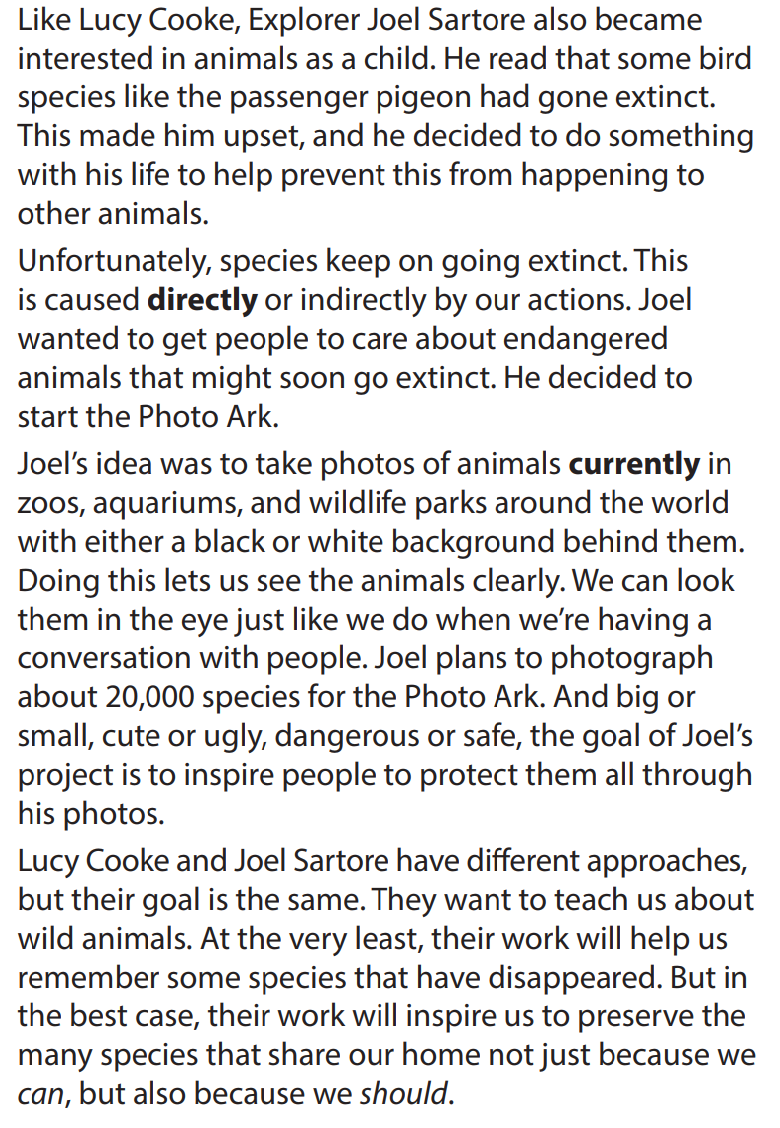 Like Lucy Cooke, Explorer Joel Sartore also became
interested in animals as a child. He read that some bird
species like the passenger pigeon had gone extinct.
This made him upset, and he decided to do something
with his life to help prevent this from happening to
other animals.
Unfortunately, species keep on going extinct. This
is caused directly or indirectly by our actions. Joel
wanted to get people to care about endangered
animals that might soon go extinct. He decided to
start the Photo Ark.
Joel's idea was to take photos of animals currently in
zoos, aquariums, and wildlife parks around the world
with either a black or white background behind them.
Doing this lets us see the animals clearly. We can look
them in the eye just like we do when we're having a
conversation with people. Joel plans to photograph
about 20,000 species for the Photo Ark. And big or
small, cute or ugly, dangerous or safe, the goal of Joel's
project is to inspire people to protect them all through
his photos.
Lucy Cooke and Joel Sartore have different approaches,
but their goal is the same. They want to teach us about
wild animals. At the very least, their work will help us
remember some species that have disappeared. But in
the best case, their work will inspire us to preserve the
many species that share our home not just because we
can, but also because we should.